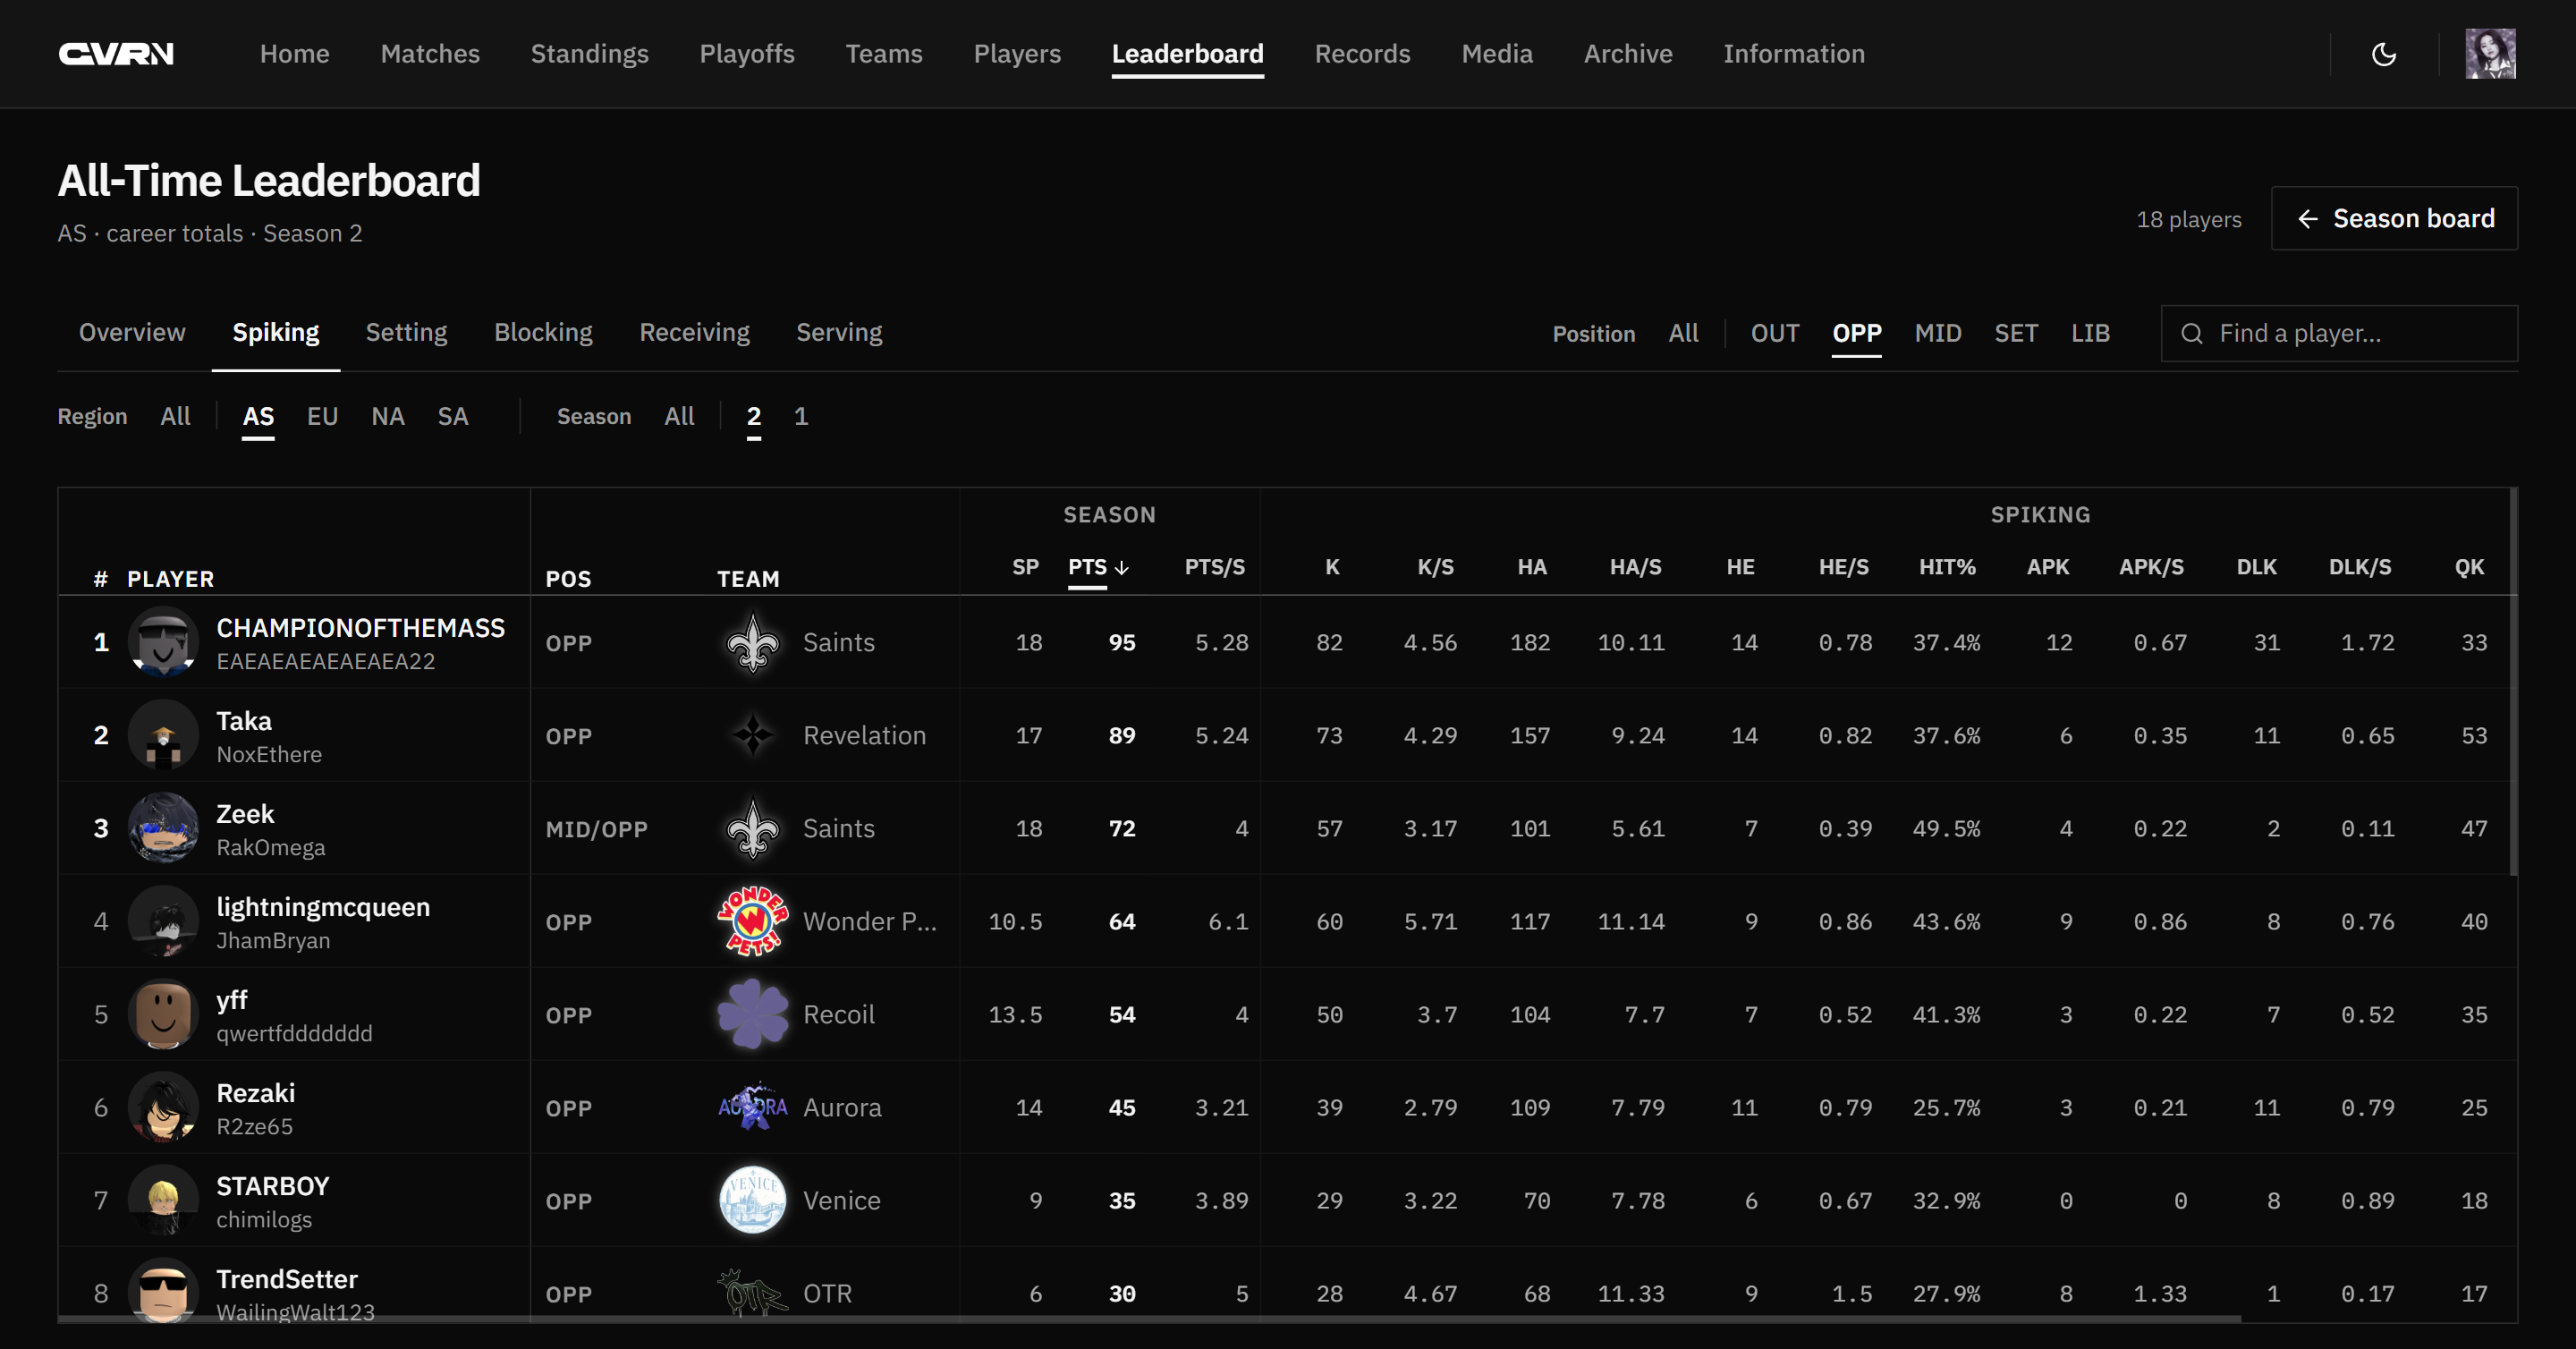 CVRN Home Matches Standings Playoffs Teams Players Leaderboard Records Media Archive Information
All-Time Leaderboard
AS · career totals · Season 2
18 players ← Season board
Overview Spiking Setting Blocking Receiving Serving Position All OUT OPP MID SET LIB Find a player...
Region All AS EU NA SA Season All 2 1
SEASON SPIKING
# PLAYER POS TEAM SP PTS ↓ PTS/S K K/S HA HA/S HE HE/S HIT% APK APK/S DLK DLK/S QK
1 CHAMPIONOFTHEMASS OPP Saints 18 95 5.28 82 4.56 182 10.11 14 0.78 37.4% 12 0.67 31 1.72 33
EAEAEAEAEAEAEA22
2 Taka OPP Revelation 17 89 5.24 73 4.29 157 9.24 14 0.82 37.6% 6 0.35 11 0.65 53
NoxEthere
3 Zeek MID/OPP Saints 18 72 4 57 3.17 101 5.61 7 0.39 49.5% 4 0.22 2 0.11 47
RakOmega
4 lightningmcqueen OPP WONDER W PETS! Wonder P... 10.5 64 6.1 60 5.71 117 11.14 9 0.86 43.6% 9 0.86 8 0.76 40
JhamBryan
5 yff OPP Recoil 13.5 54 4 50 3.7 104 7.7 7 0.52 41.3% 3 0.22 7 0.52 35
qwertfddddddd
6 Rezaki OPP AURORA Aurora 14 45 3.21 39 2.79 109 7.79 11 0.79 25.7% 3 0.21 11 0.79 25
R2ze65
7 STARBOY OPP VENICE Venice 9 35 3.89 29 3.22 70 7.78 6 0.67 32.9% 0 0 8 0.89 18
chimilogs
8 TrendSetter OPP OTR OTR 6 30 5 28 4.67 68 11.33 9 1.5 27.9% 8 1.33 1 0.17 17
WailingWalt123